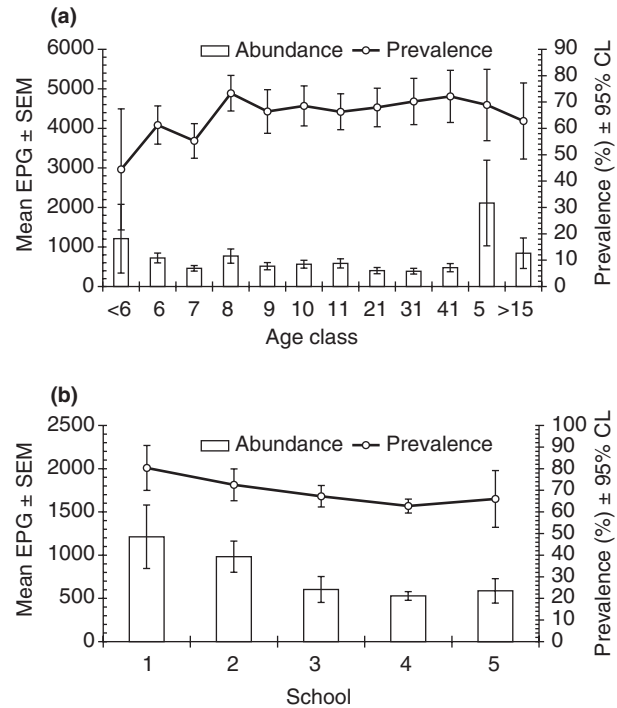 (a)
Abundance Prevalence
6000
5000
4000
3000
2000
1000
0
Mean EPG ± SEM
90
80
70
60
50
40
30
20
10
0
Prevalence (%) ± 95% CL
<6 6 7 8 9 10 11 21 31 41 5 >15
Age class
(b)
Abundance Prevalence
2500
2000
1500
1000
500
0
Mean EPG ± SEM
100
90
80
70
60
50
40
30
20
10
0
Prevalence (%) ± 95% CL
1 2 3 4 5
School